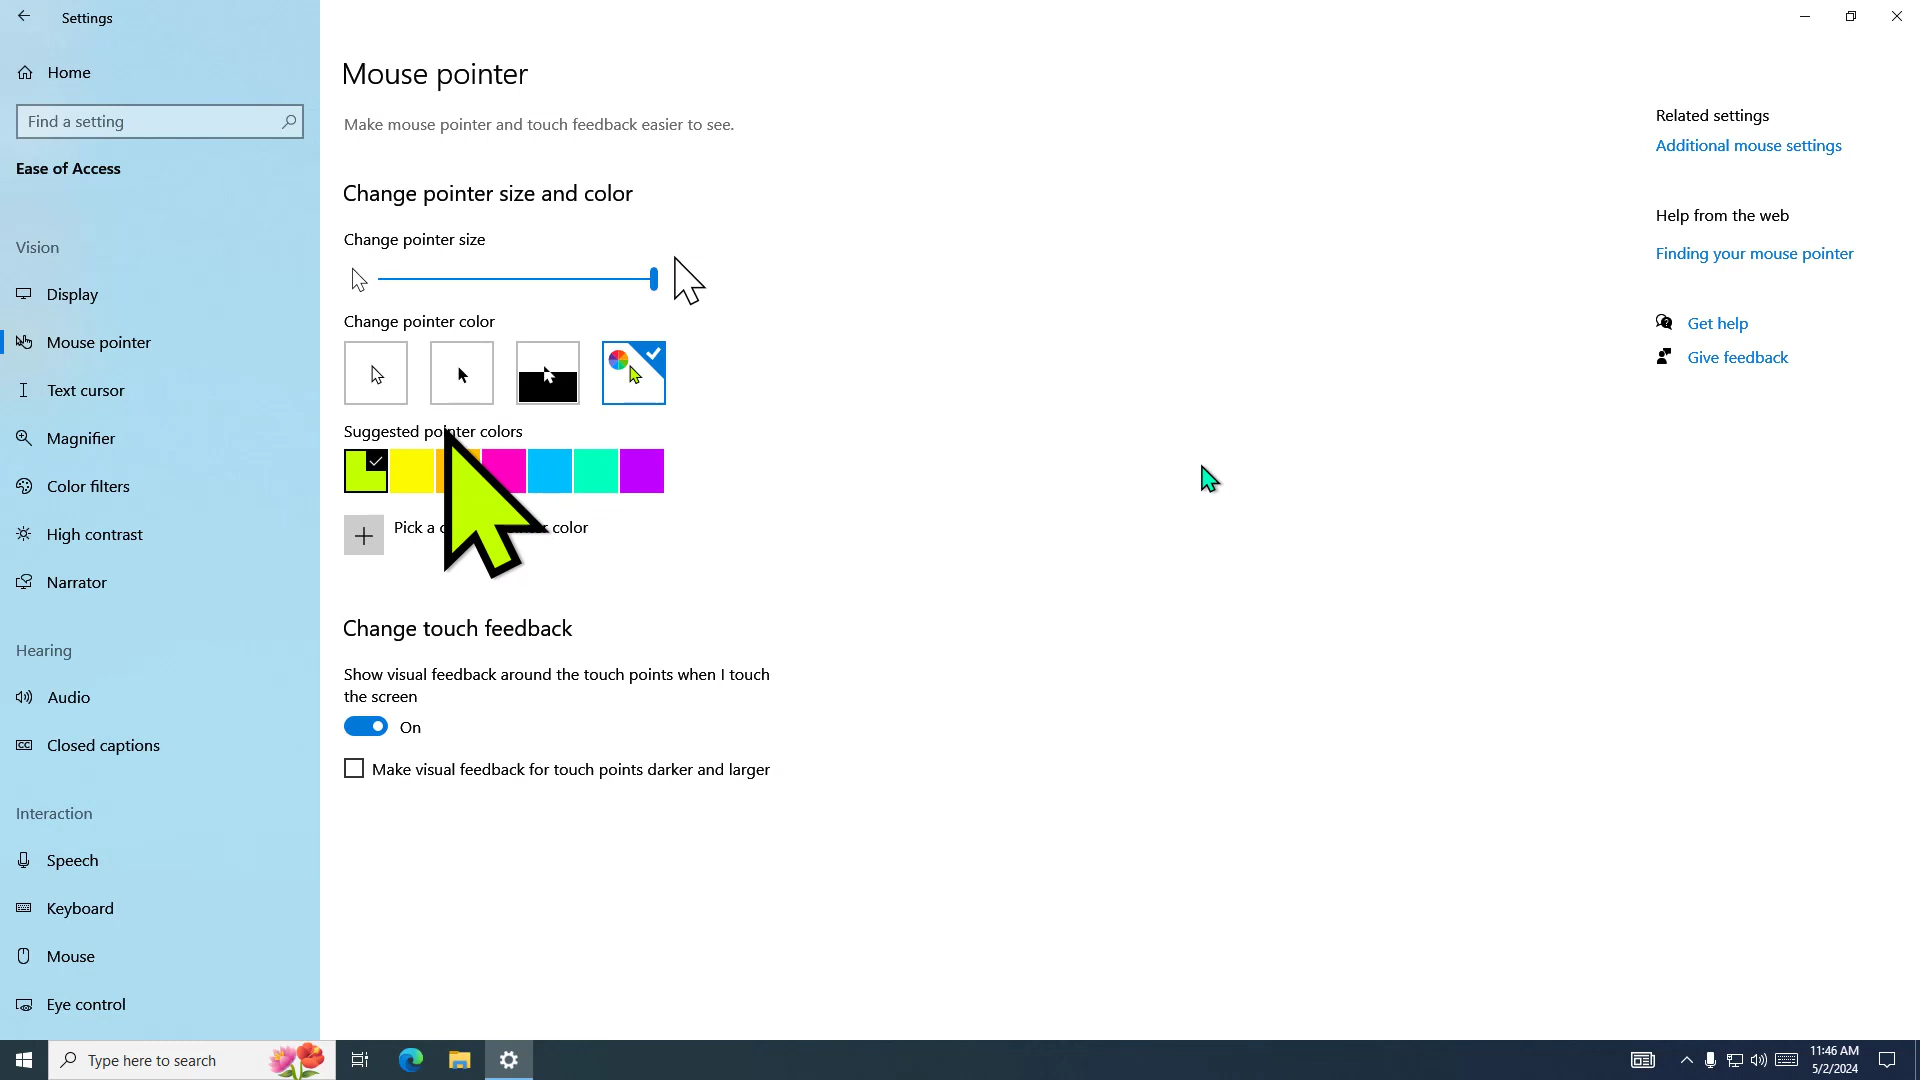 Settings
Home
Find a setting
Ease of Access
Vision
Display
Mouse pointer
Text cursor
Magnifier
Color filters
High contrast
Narrator
Hearing
Audio
Closed captions
Interaction
Speech
Keyboard
Mouse
Eye control
Mouse pointer
Make mouse pointer and touch feedback easier to see.
Change pointer size and color
Change pointer size
Change pointer color
Suggested pointer colors
Pick a color
Change touch feedback
Show visual feedback around the touch points when I touch
the screen
On
Make visual feedback for touch points darker and larger
Related settings
Additional mouse settings
Help from the web
Finding your mouse pointer
Get help
Give feedback
Type here to search
11:46 AM
5/2/2024